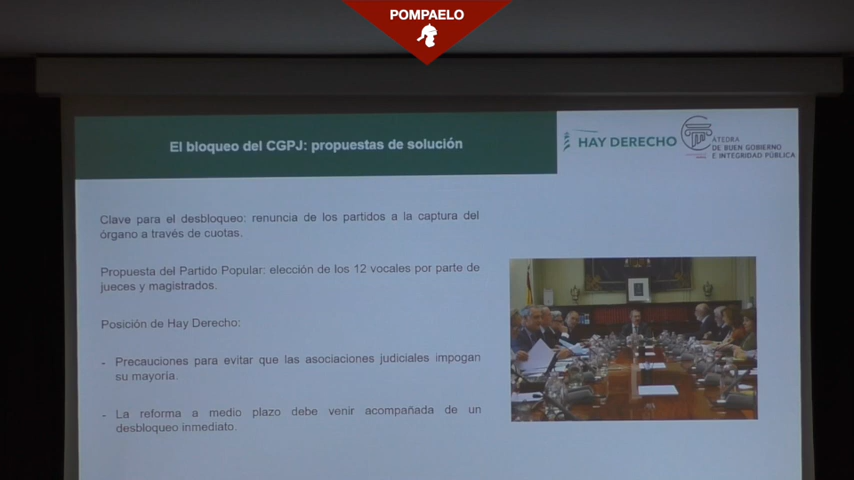 POMPAELO
El bloqueo del CGPJ: propuestas de solución
HAY DERECHO
CÁTEDRA
DE BUEN GOBIERNO
E INTEGRIDAD PÚBLICA
Clave para el desbloqueo: renuncia de los partidos a la captura del
órgano a través de cuotas.
Propuesta del Partido Popular: elección de los 12 vocales por parte de
jueces y magistrados.
Posición de Hay Derecho:
- Precauciones para evitar que las asociaciones judiciales impogan
su mayoría.
- La reforma a medio plazo debe venir acompañada de un
desbloqueo inmediato.